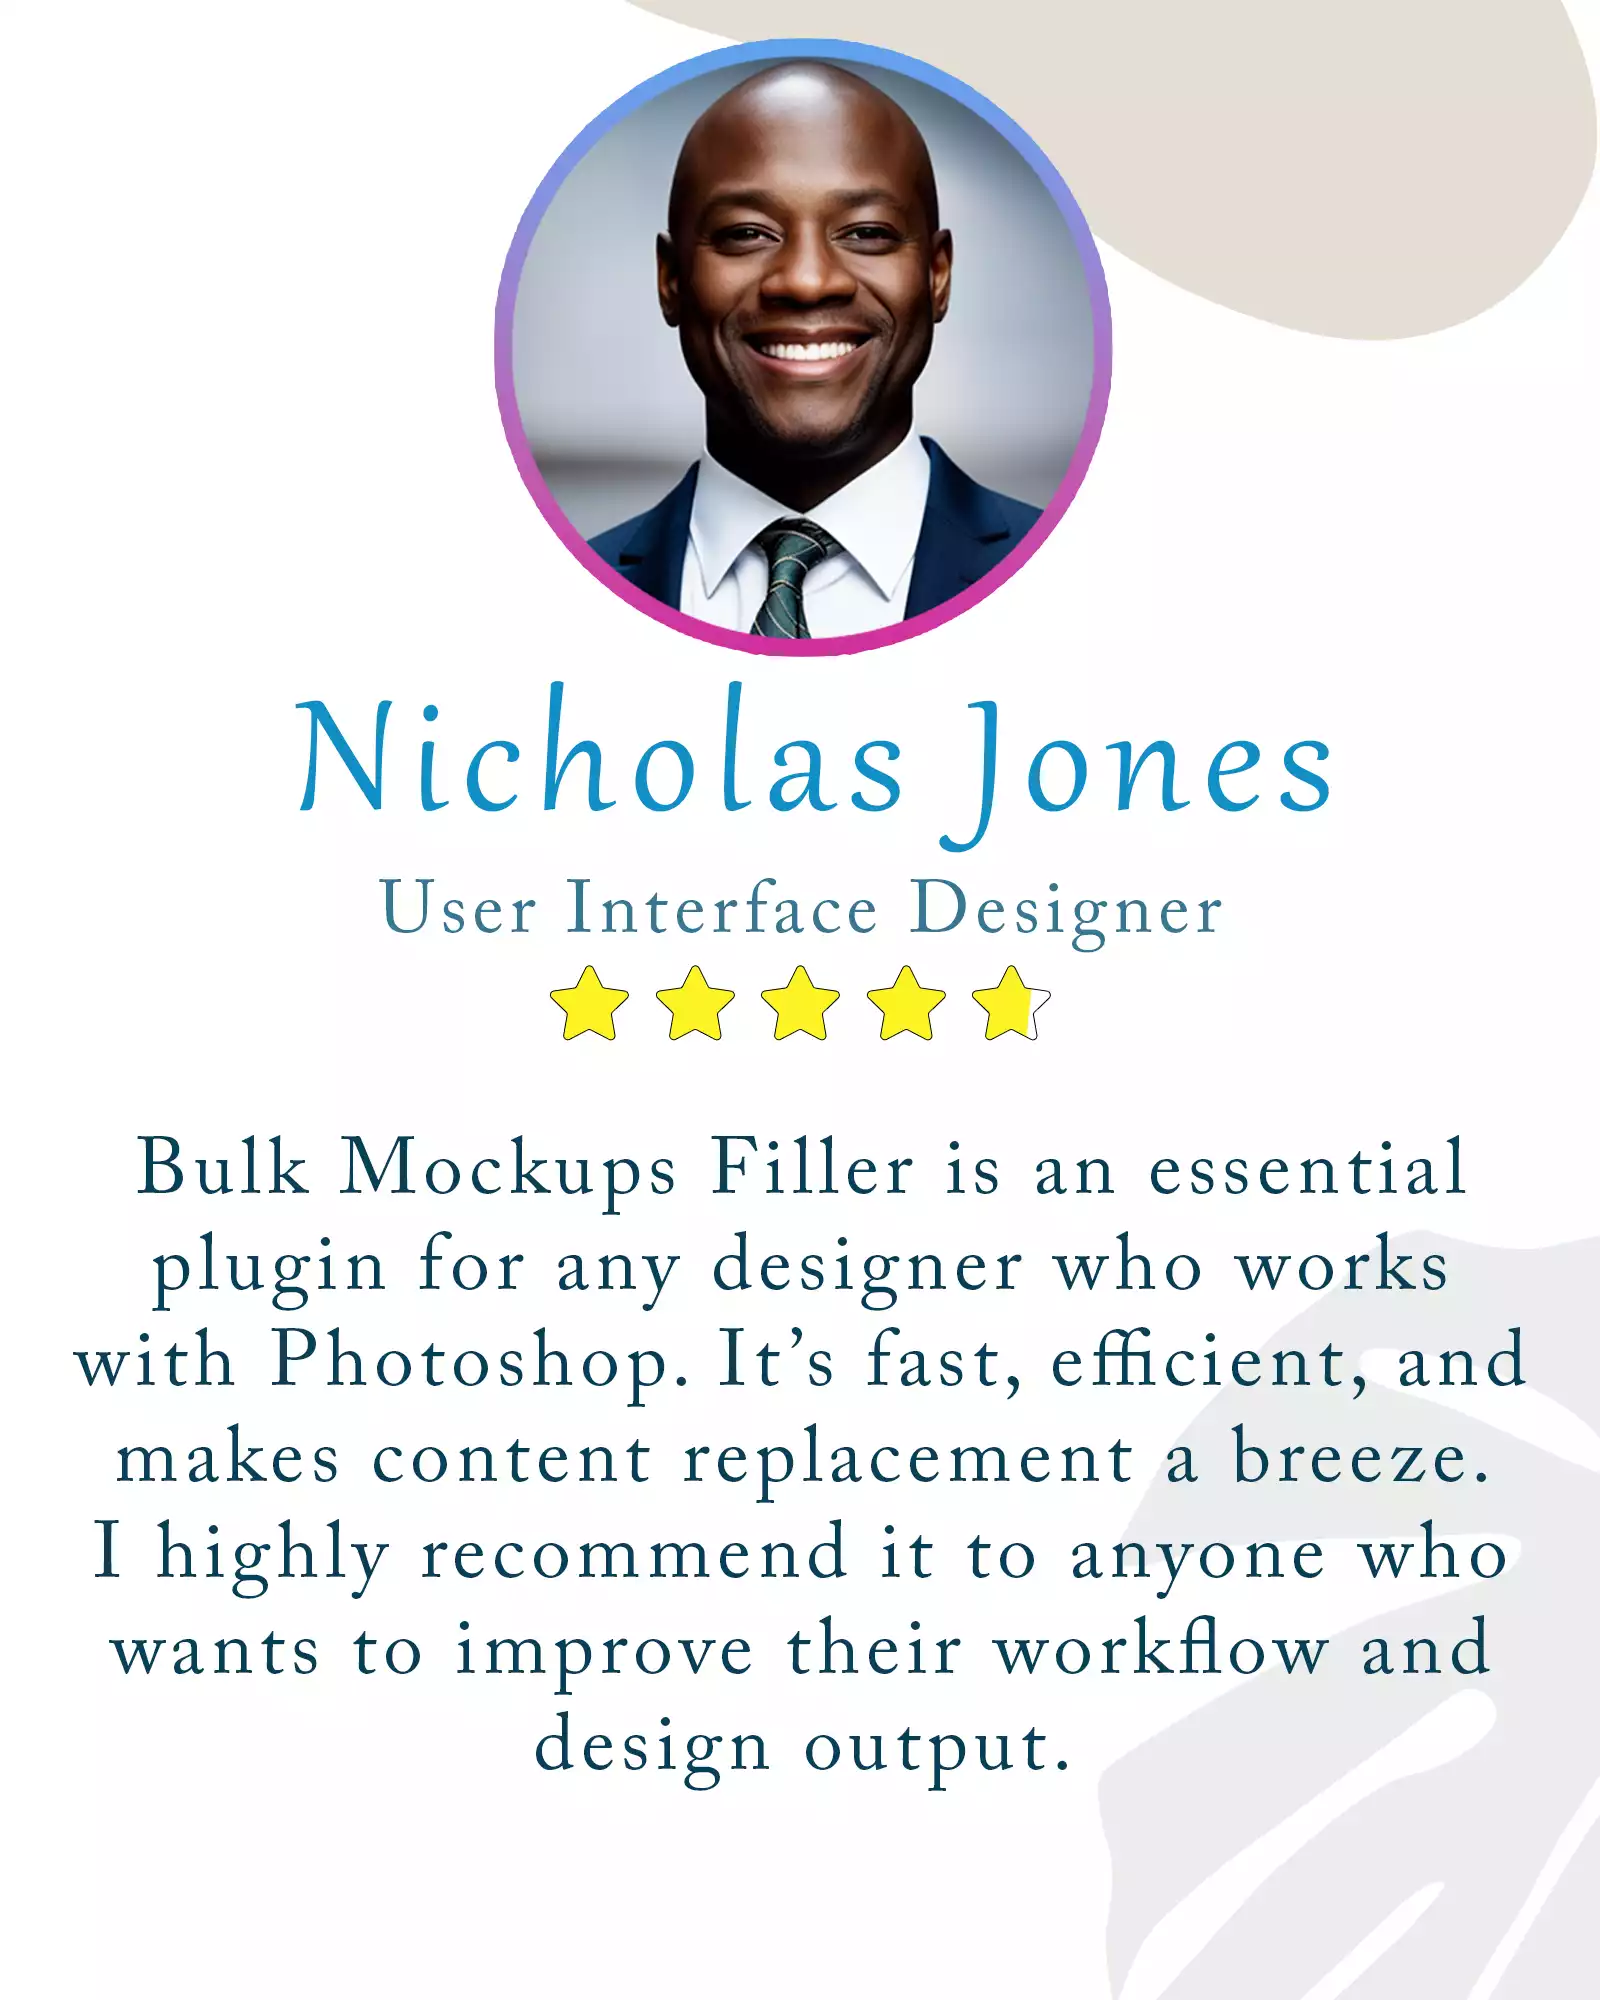 Nicholas Jones
User Interface Designer
Bulk Mockups Filler is an essential
plugin for any designer who works
with Photoshop. It’s fast, efficient, and
makes content replacement a breeze.
I highly recommend it to anyone who
wants to improve their workflow and
design output.